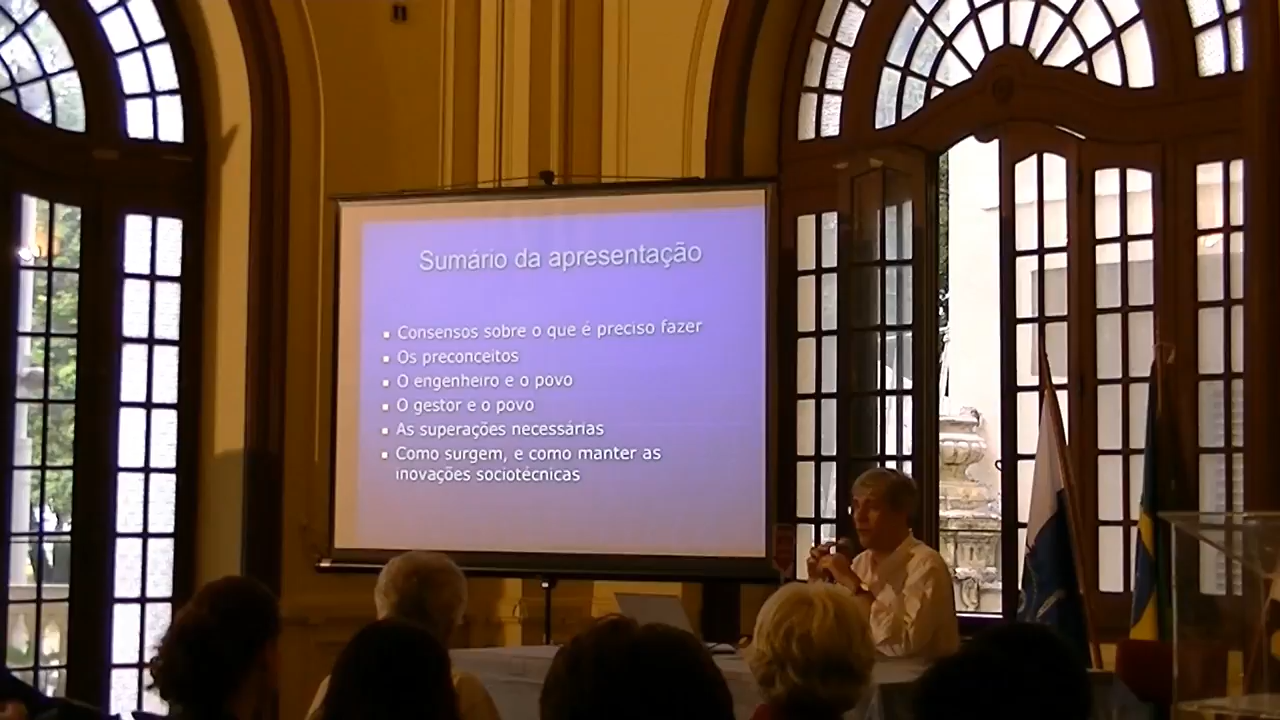 Sumário da apresentação
Consensos sobre o que é preciso fazer
Os preconceitos
O engenheiro e o povo
O gestor e o povo
As superações necessárias
Como surgem, e como manter as
inovações sociotécnicas